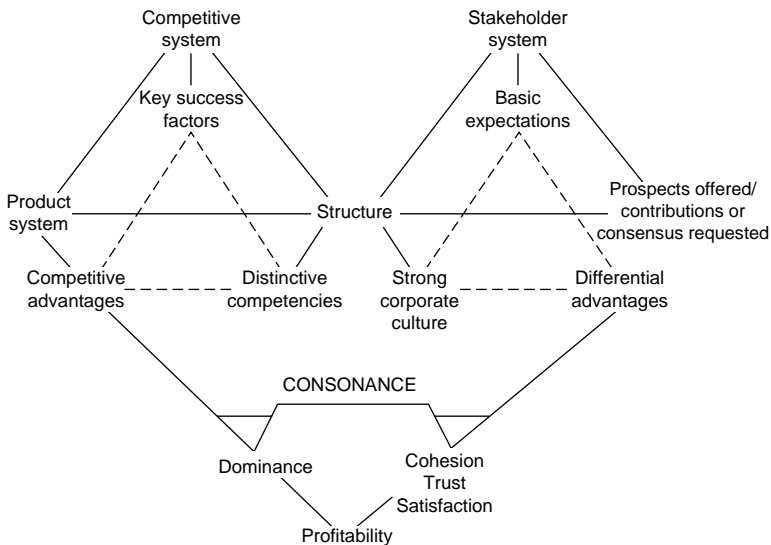 Competitive
system
Stakeholder
system
Key success
factors
Basic
expectations
Product
system
Structure
Prospects offered/
contributions or
consensus requested
Competitive
advantages
Distinctive
competencies
Strong
corporate
culture
Differential
advantages
CONSONANCE
Dominance
Cohesion
Trust
Satisfaction
Profitability